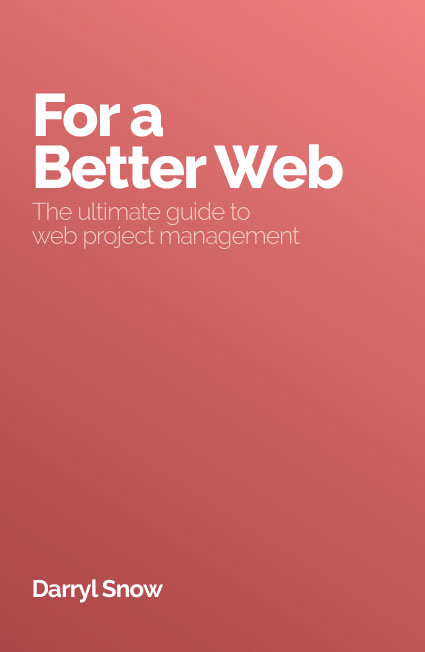 For a
Better Web
The ultimate guide to
web project management
Darryl Snow